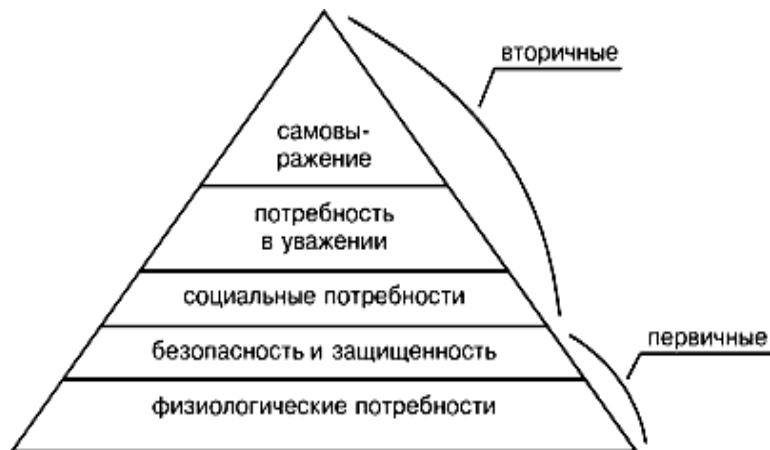 вторичные
самовы-
ражение
потребность
в уважении
социальные потребности
безопасность и защищенность
первичные
физиологические потребности